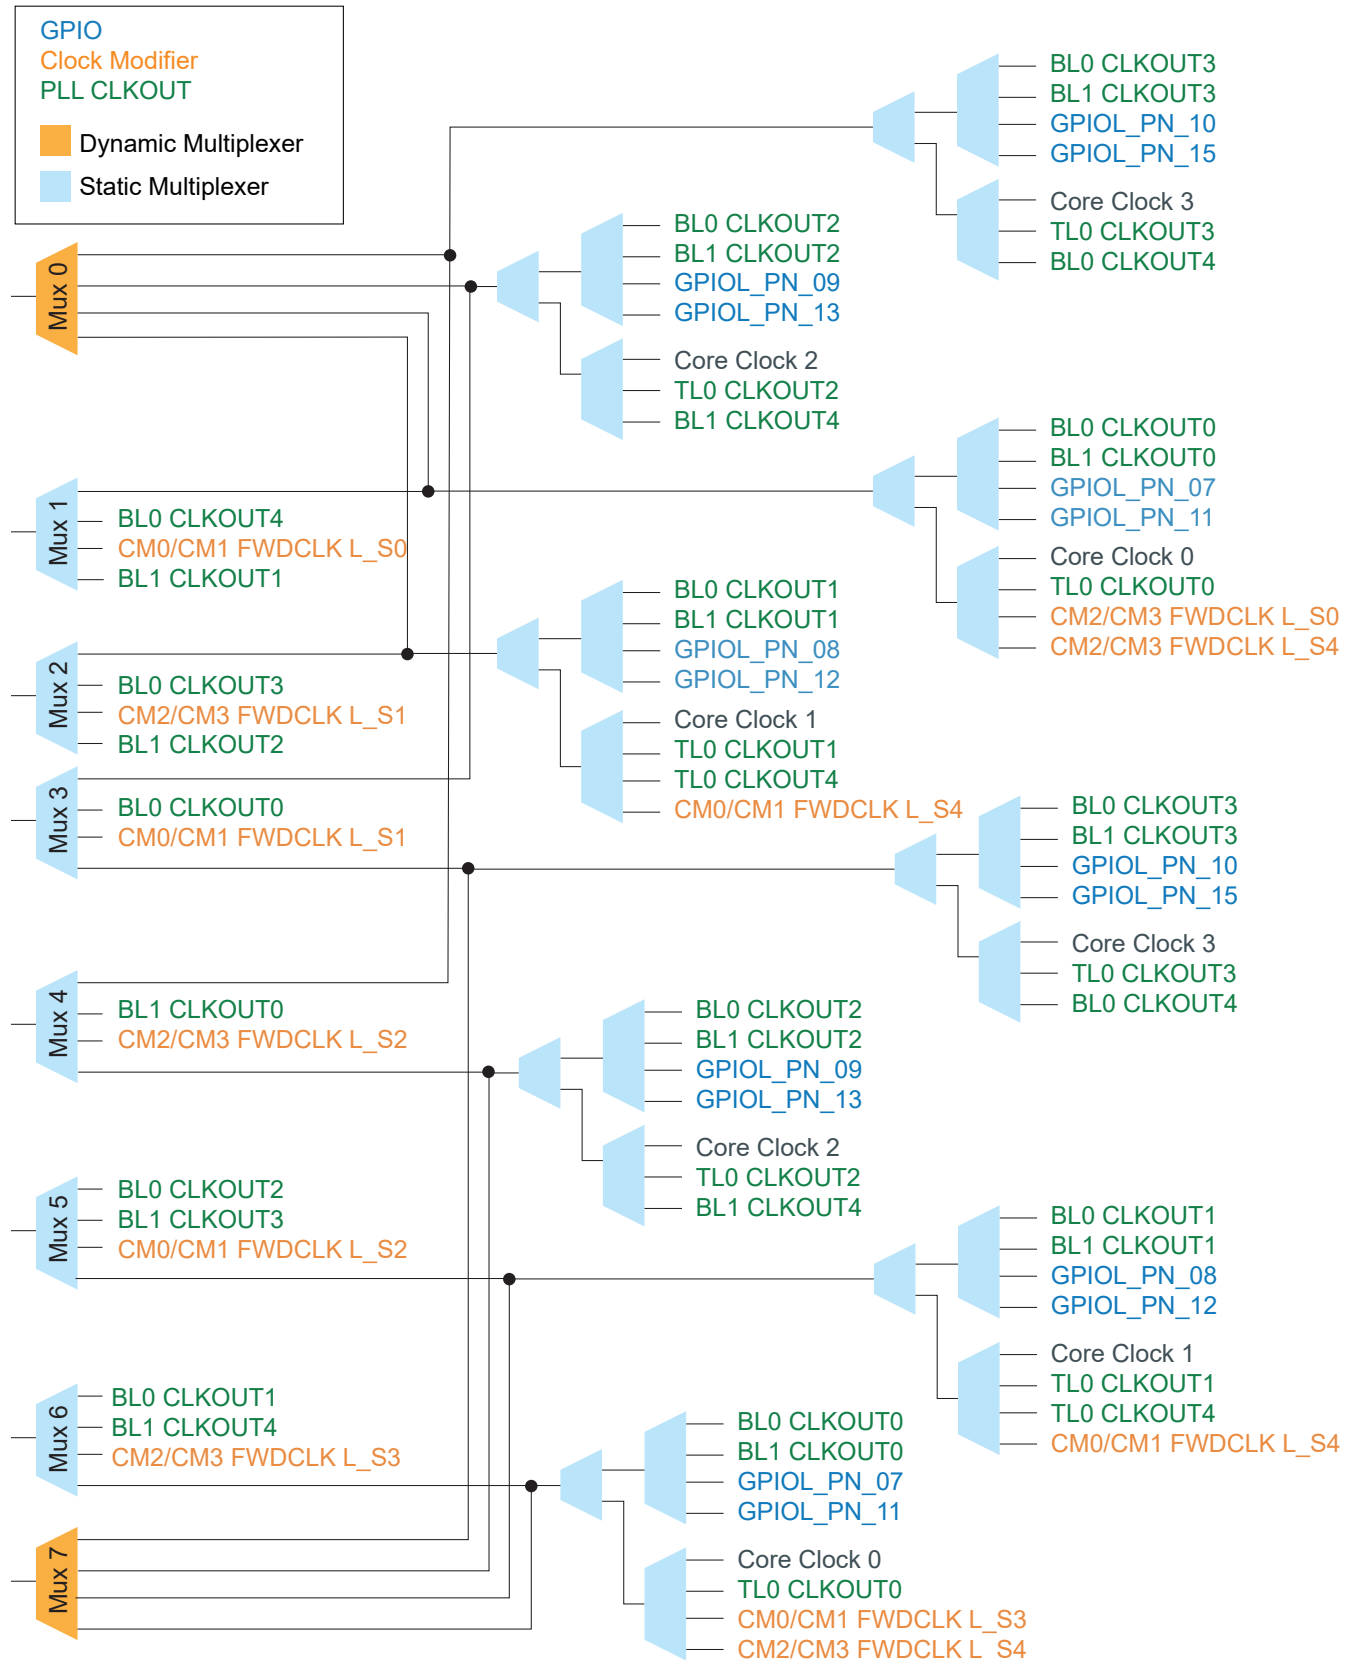 GPIO
Clock Modifier
PLL CLKOUT
Dynamic Multiplexer
Static Multiplexer
BL0 CLKOUT3
BL1 CLKOUT3
GPIOL_PN_10
GPIOL_PN_15
Core Clock 3
TL0 CLKOUT3
BL0 CLKOUT4
Mux 0
BL0 CLKOUT2
BL1 CLKOUT2
GPIOL_PN_09
GPIOL_PN_13
Core Clock 2
TL0 CLKOUT2
BL1 CLKOUT4
Mux 1
BL0 CLKOUT4
CM0/CM1 FWDCLK L_S0
BL1 CLKOUT1
BL0 CLKOUT0
BL1 CLKOUT0
GPIOL_PN_07
GPIOL_PN_11
Core Clock 0
TL0 CLKOUT0
CM2/CM3 FWDCLK L_S0
CM2/CM3 FWDCLK L_S4
Mux 2
BL0 CLKOUT3
CM2/CM3 FWDCLK L_S1
BL1 CLKOUT2
BL0 CLKOUT1
BL1 CLKOUT1
GPIOL_PN_08
GPIOL_PN_12
Core Clock 1
TL0 CLKOUT1
TL0 CLKOUT4
CM0/CM1 FWDCLK L_S4
Mux 3
BL0 CLKOUT0
CM0/CM1 FWDCLK L_S1
BL0 CLKOUT3
BL1 CLKOUT3
GPIOL_PN_10
GPIOL_PN_15
Core Clock 3
TL0 CLKOUT3
BL0 CLKOUT4
Mux 4
BL1 CLKOUT0
CM2/CM3 FWDCLK L_S2
BL0 CLKOUT2
BL1 CLKOUT2
GPIOL_PN_09
GPIOL_PN_13
Core Clock 2
TL0 CLKOUT2
BL1 CLKOUT4
Mux 5
BL0 CLKOUT2
BL1 CLKOUT3
CM0/CM1 FWDCLK L_S2
BL0 CLKOUT1
BL1 CLKOUT1
GPIOL_PN_08
GPIOL_PN_12
Core Clock 1
TL0 CLKOUT1
TL0 CLKOUT4
CM0/CM1 FWDCLK L_S4
Mux 6
BL0 CLKOUT1
BL1 CLKOUT4
CM2/CM3 FWDCLK L_S3
BL0 CLKOUT0
BL1 CLKOUT0
GPIOL_PN_07
GPIOL_PN_11
Core Clock 0
TL0 CLKOUT0
CM0/CM1 FWDCLK L_S3
CM2/CM3 FWDCLK L_S4
Mux 7